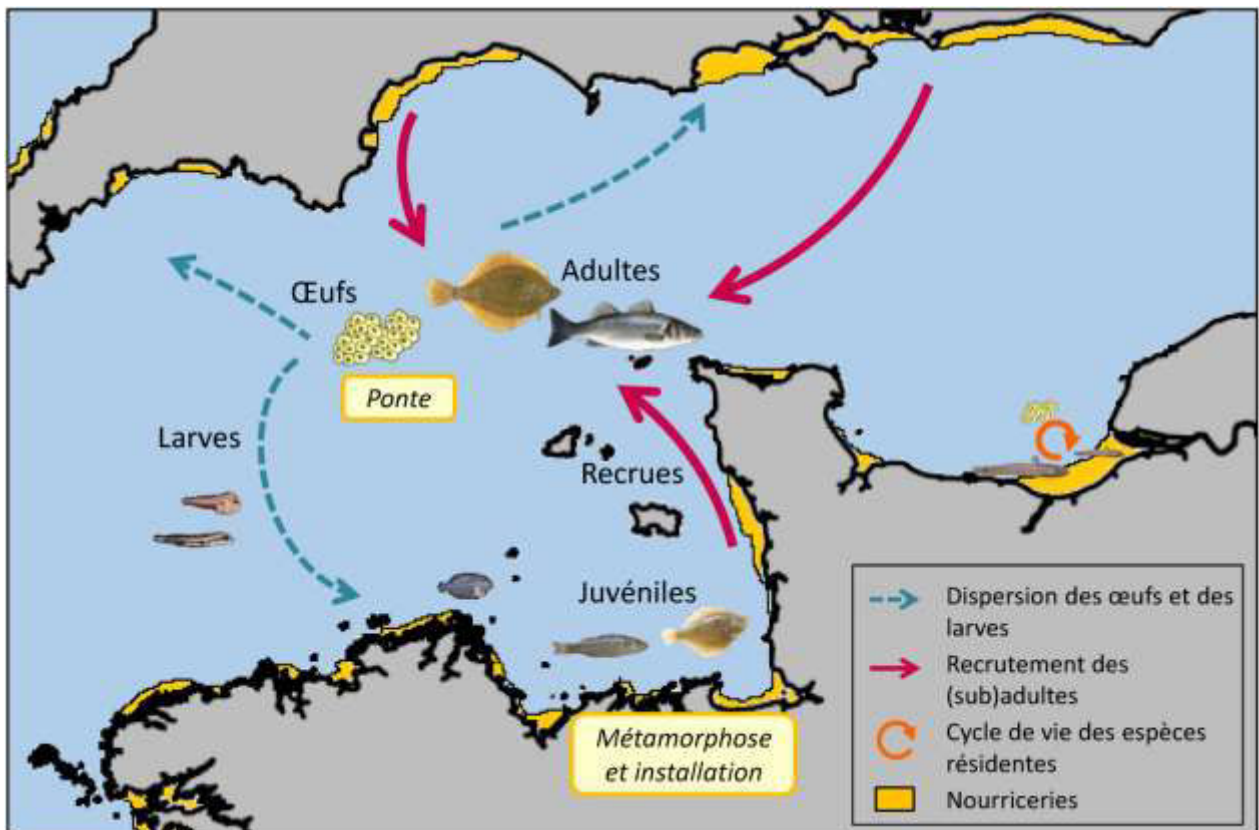 Adultes
Œufs
Ponte
Larves
Recrues
Juvéniles
Métamorphose
et installation
Dispersion des œufs et des
larves
Recrutement des
(sub)adultes
Cycle de vie des espèces
résidentes
Nourriceries